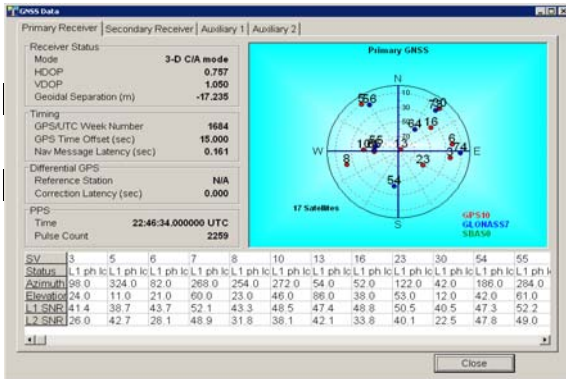 GNSS Data
Primary Receiver Secondary Receiver Auxiliary 1 Auxiliary 2
Receiver Status
Mode 3-D C/A mode
HDOP 0.757
VDOP 1.050
Geoidal Separation (m) -17.235
Timing
GPS/UTC Week Number 1684
GPS Time Offset (sec) 15.000
Nav Message Latency (sec) 0.161
Differential GPS
Reference Station N/A
Correction Latency (sec) 0.000
PPS
Time 22:46:34.000000 UTC
Pulse Count 2259
Primary GNSS
N
10
30
64 16
W
13
6
E
8
23
54
17 Satellites
S
GPS10
GLONASS7
SBAS0
SV 3 5 6 7 8 10 13 16 23 30 54 55
Status L1 ph lc L1 ph lc L1 ph lc L1 ph lc L1 ph lc L1 ph lc L1 ph lc L1 ph lc L1 ph lc L1 ph lc L1 ph lc L1 ph
Azimuth 98.0 324.0 82.0 268.0 254.0 272.0 54.0 52.0 122.0 42.0 186.0 284.0
Elevation 24.0 11.0 21.0 60.0 23.0 46.0 86.0 38.0 53.0 12.0 42.0 61.0
L1 SNR 41.4 38.7 43.7 52.1 43.3 48.5 47.4 48.8 50.5 40.5 47.3 52.2
L2 SNR 26.0 42.7 28.1 48.9 31.8 38.1 42.1 33.8 40.1 22.5 47.8 49.0
Close